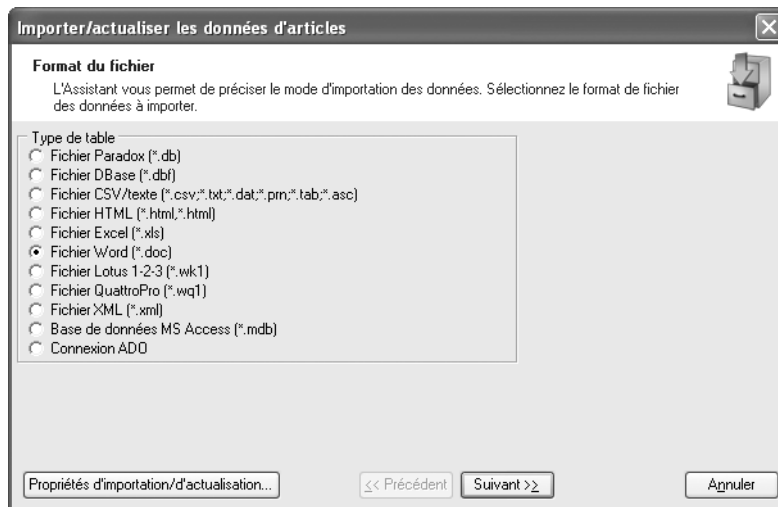 Importer/actualiser les données d'articles
Format du fichier
L'Assistant vous permet de préciser le mode d'importation des données. Sélectionnez le format de fichier
des données à importer.
Type de table
Fichier Paradox (*.db)
Fichier DBase (*.dbf)
Fichier CSV/texte (*.csv;*.txt;*.dat;*.prn;*.tab;*.asc)
Fichier HTML (*.html,*.html)
Fichier Excel (*.xls)
Fichier Word (*.doc)
Fichier Lotus 1-2-3 (*.wk1)
Fichier QuattroPro (*.wq1)
Fichier XML (*.xml)
Base de données MS Access (*.mdb)
Connexion ADO
Propriétés d'importation/d'actualisation... << Précédent Suivant >> Annuler